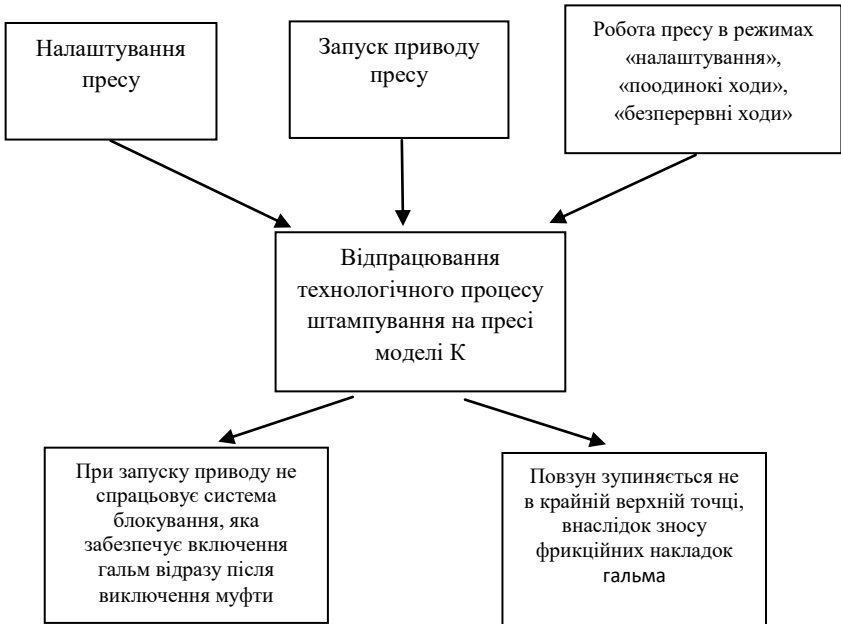 Налаштування
пресу
Запуск приводу
пресу
Робота пресу в режимах
«налаштування»,
«поодинокі ходи»,
«безперервні ходи»
Відпрацювання
технологічного процесу
штампування на пресі
моделі К
При запуску приводу не
спрацьовує система
блокування, яка
забезпечує включення
гальм відразу після
виключення муфти
Повзун зупиняється не
в крайній верхній точці,
внаслідок зносу
фрикційних накладок
гальма